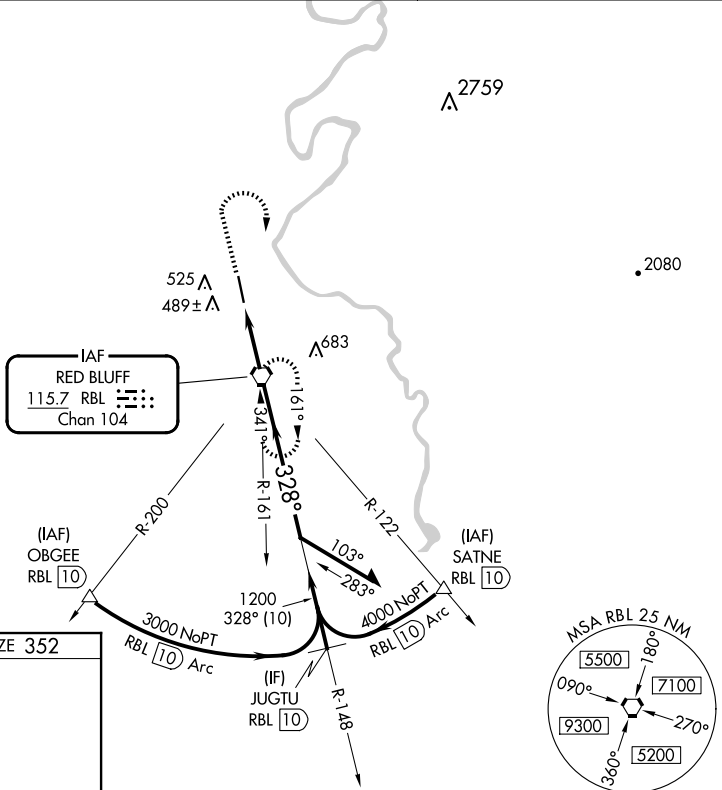 2759
2080
525
489±
683
IAF
RED BLUFF
115.7 RBL
Chan 104
161°
341°
R-161
328°
R-200
R-122
(IAF)
OBGEE
RBL 10
(IAF)
SATNE
RBL 10
103°
283°
1200
328° (10)
3000 NoPT
RBL 10 Arc
4000 NoPT
RBL 10 Arc
(IF)
JUGTU
RBL 10
R-148
ZE 352
MSA RBL 25 NM
5500
180°
090°
7100
9300
270°
360°
5200